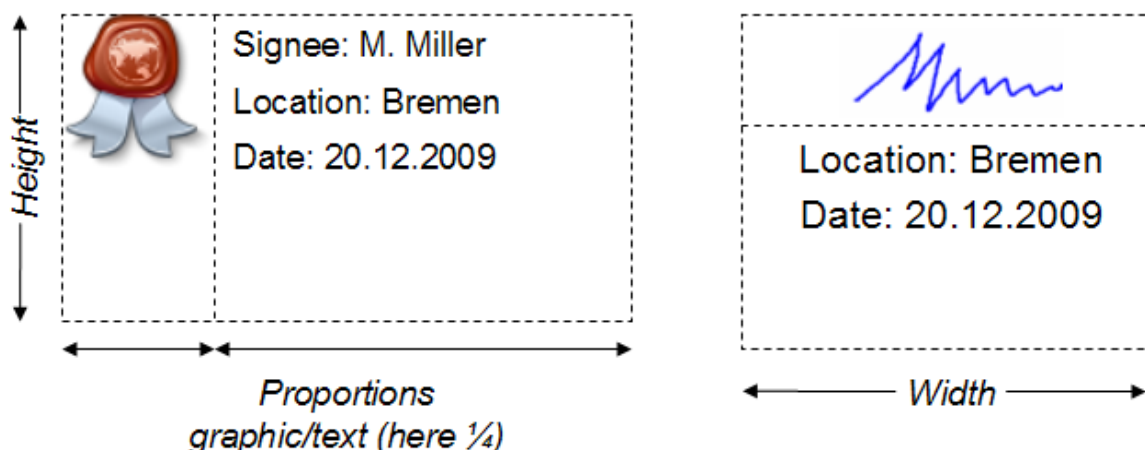 Height
Signee: M. Miller
Location: Bremen
Date: 20.12.2009
Proportions
graphic/text (here ¼)
Location: Bremen
Date: 20.12.2009
Width